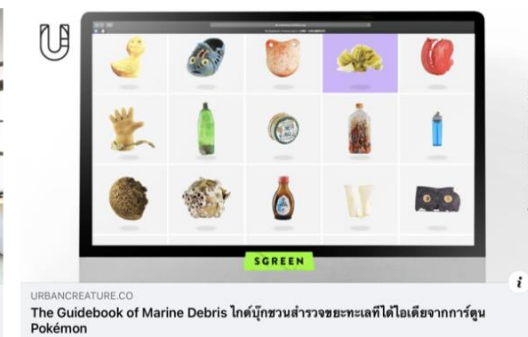 SGREEN
URBANCREATURE.CO
The Guidebook of Marine Debris ไกด์บุ๊กชวนสำรวจขยะทะเลที่ได้ไอเดียจากการ์ตูน
Pokémon
i